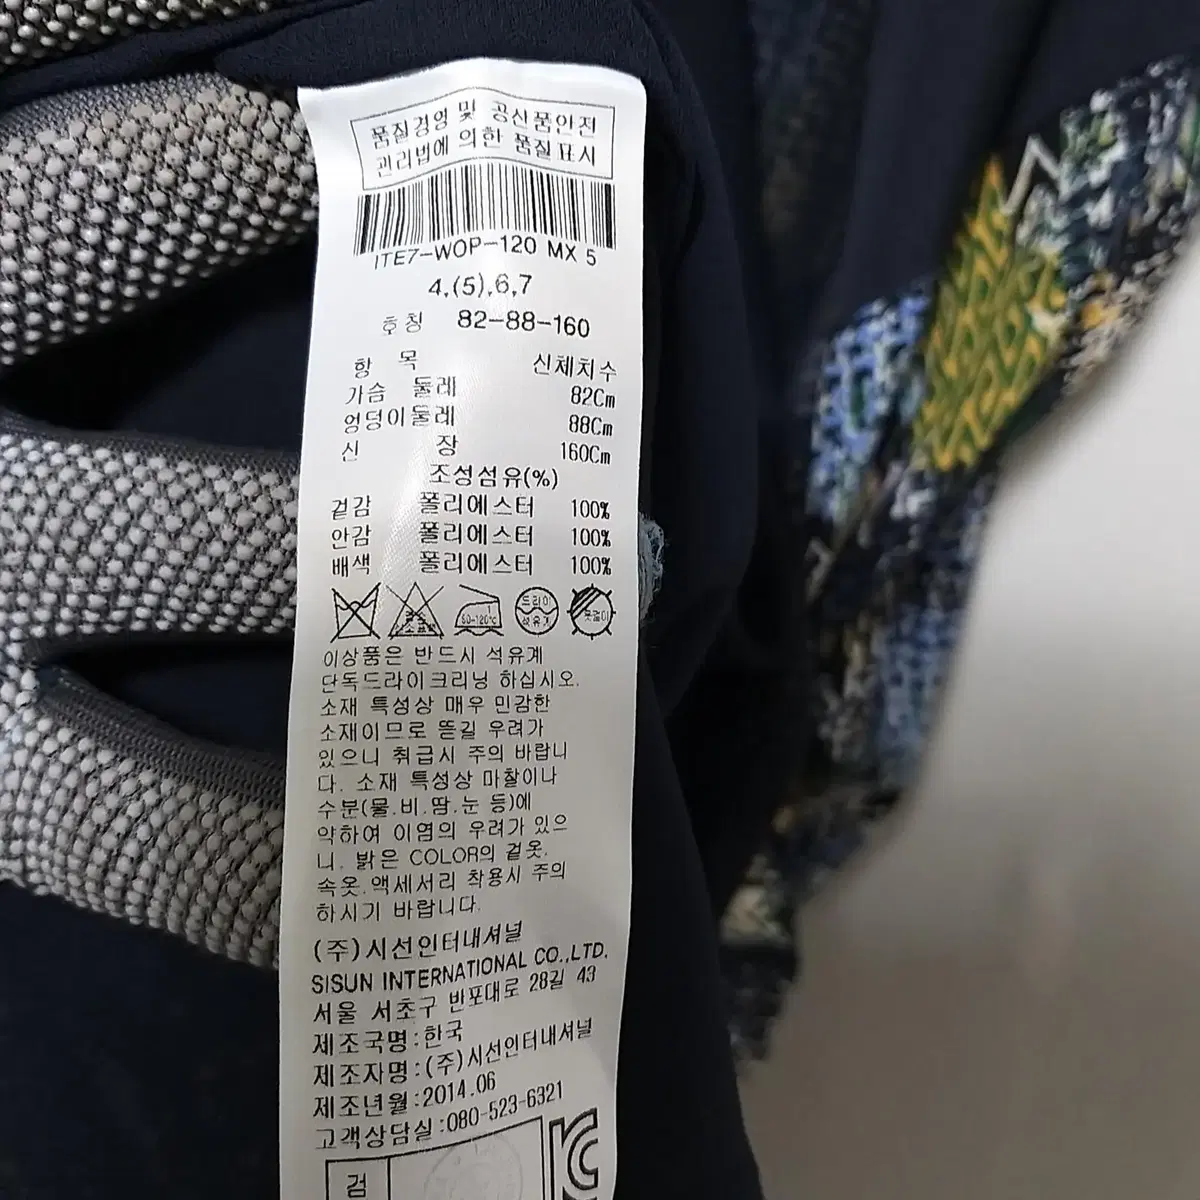 품질경영 및 공산품안전
관리법에 의한 품질표시
ITE7-WOP-120 MX 5
4,(5),6,7
호칭 82-88-160
항 목 신체치수
가슴 둘레 82Cm
엉덩이둘레 88Cm
신 장 160Cm
조성섬유(%)
겉감 폴리에스터 100%
안감 폴리에스터 100%
배색 폴리에스터 100%
드라이
석유계
이상품은 반드시 석유계
단독드라이크리닝 하십시오.
소재 특성상 매우 민감한
소재이므로 뜯길 우려가
있으니 취급시 주의 바랍니
다. 소재 특성상 마찰이나
수분(물.비.땀.눈 등)에
약하여 이염의 우려가 있으
니. 밝은 COLOR의 겉옷.
속옷.액세서리 착용시 주의
하시기 바랍니다.
(주)시선인터내셔널
SISUN INTERNATIONAL CO.,LTD.
서울 서초구 반포대로 28길 43
제조국명:한국
제조자명:(주)시선인터내셔널
제조년월:2014.06
고객상담실:080-523-6321
검